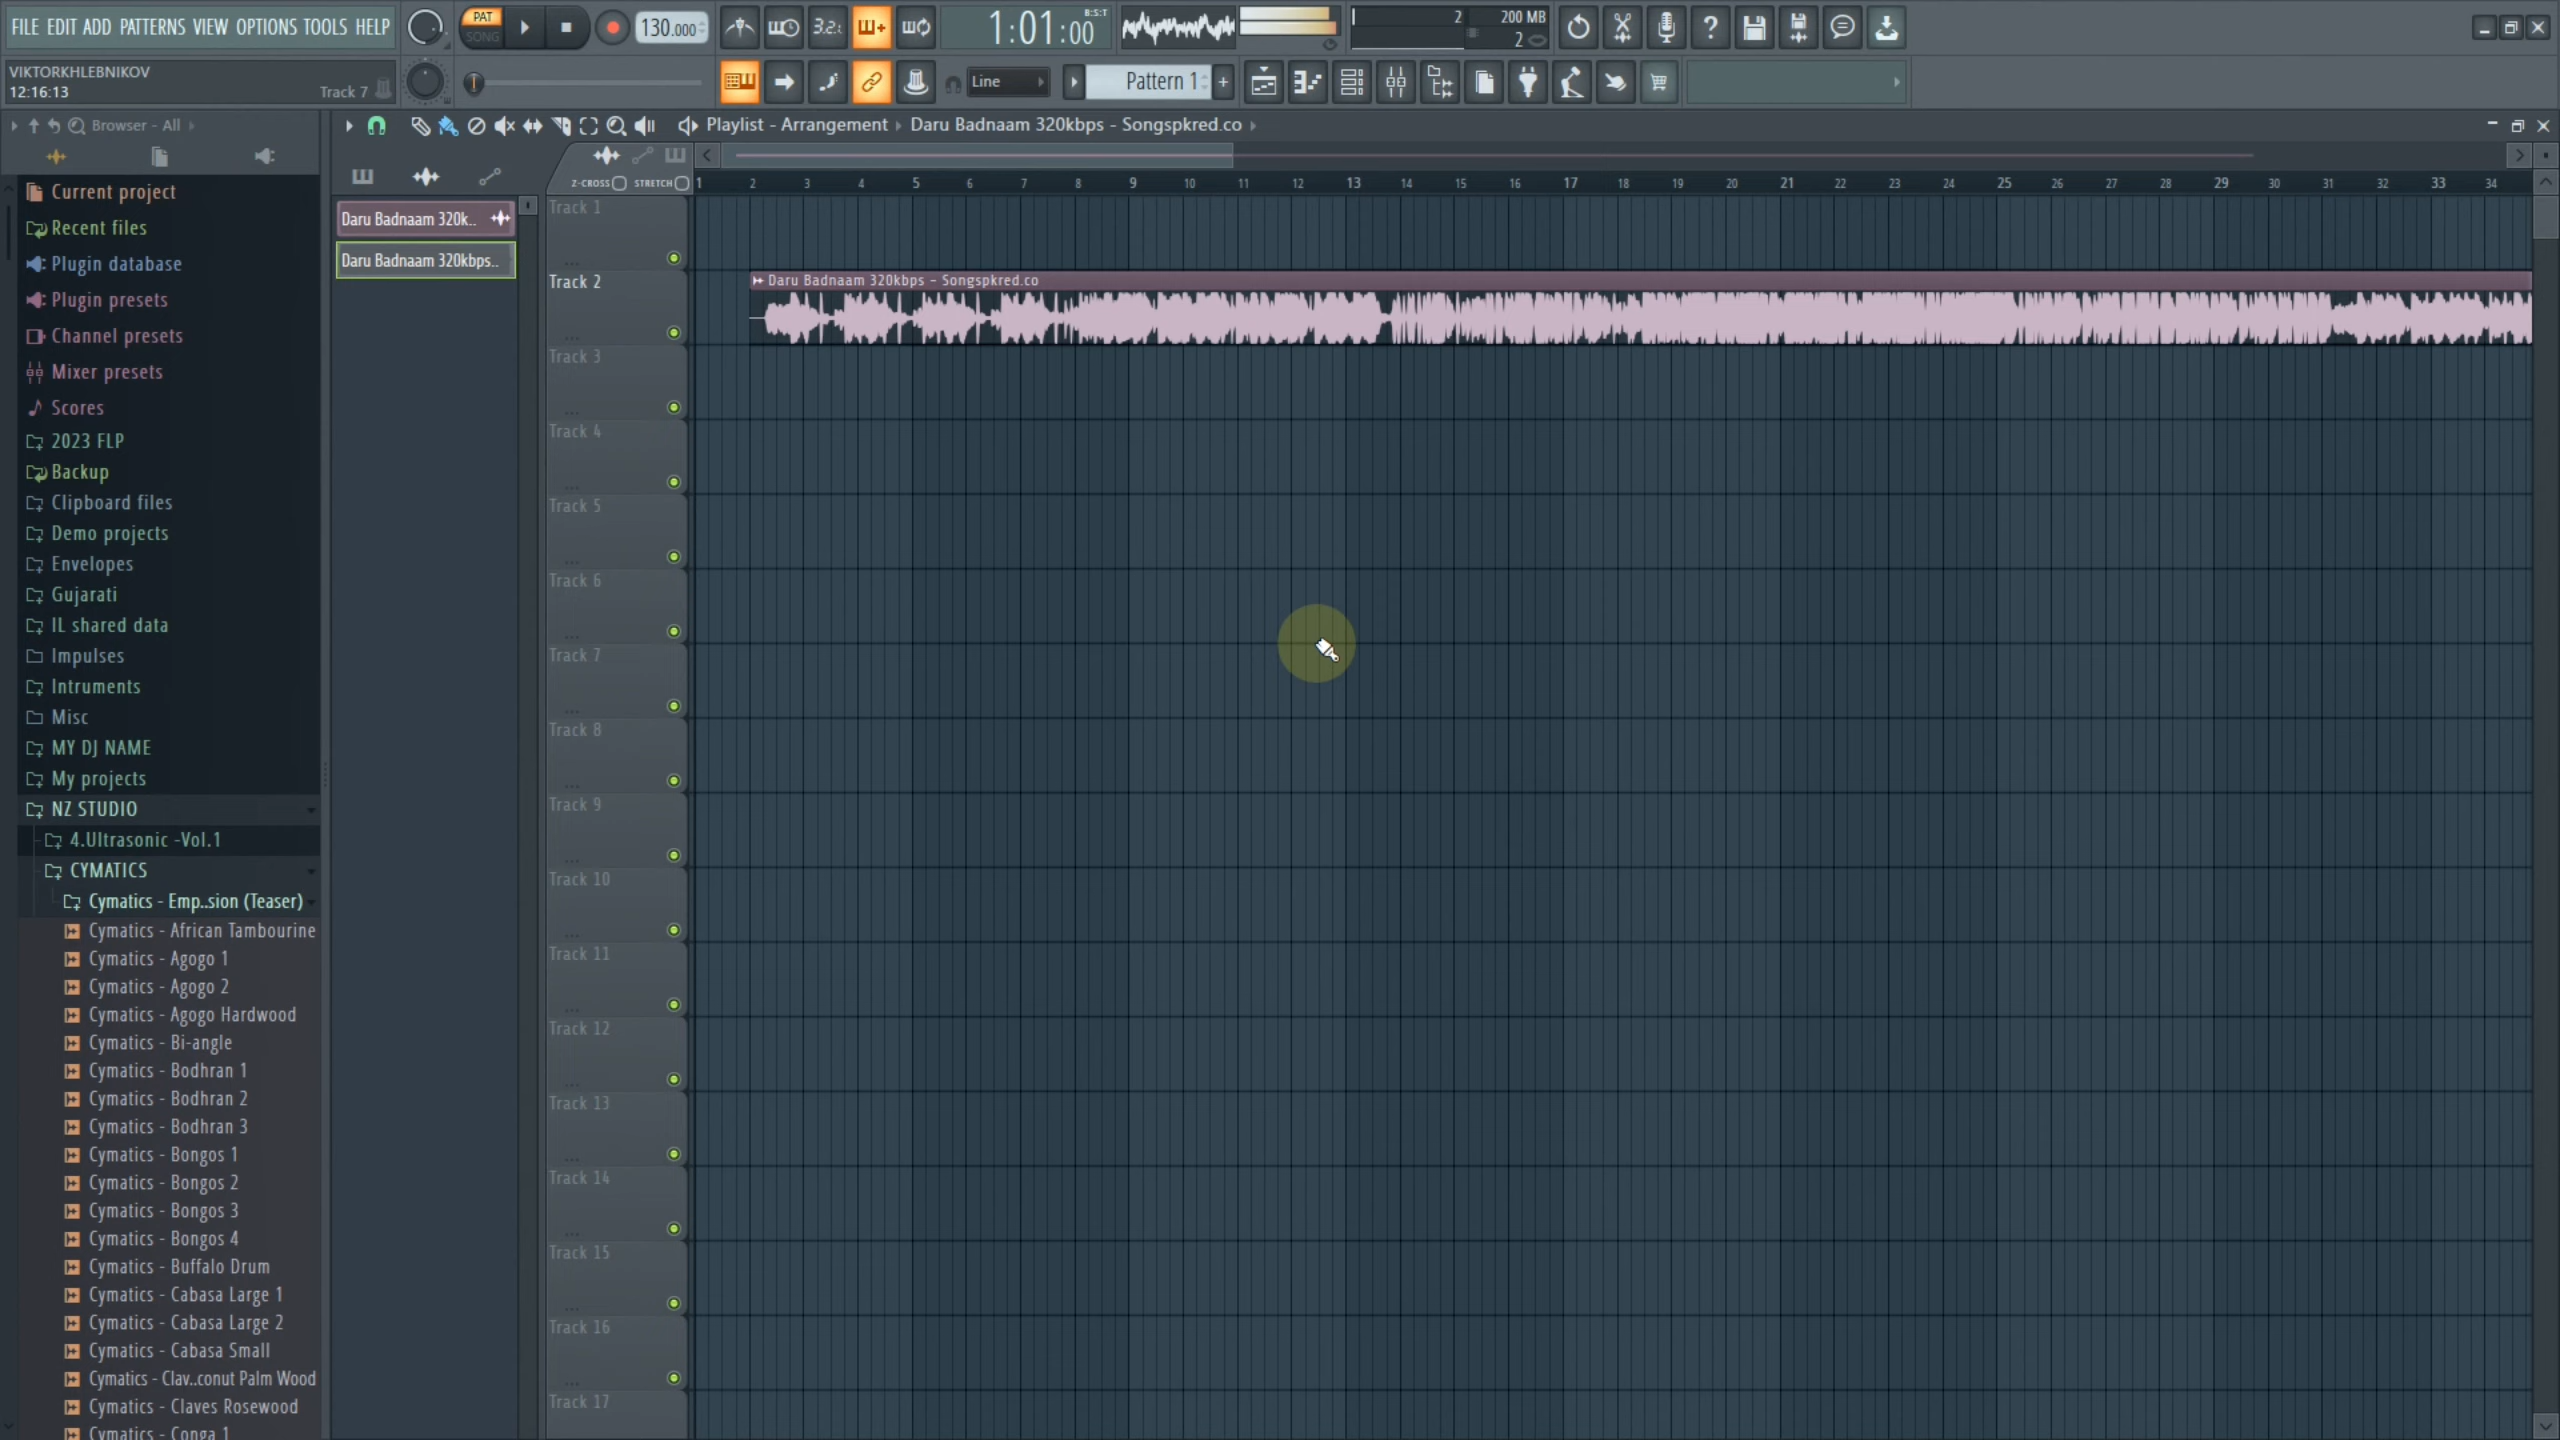 FILE EDIT ADD PATTERNS VIEW OPTIONS TOOLS HELP
PAT
SONG
130.000
3.2.
1:01:00
B:S:T
2
200 MB
2
VIKTORKHLEBNIKOV
12:16:13
Track 7
Line
Pattern 1
Browser - All
Playlist - Arrangement
Daru Badnaam 320kbps - Songspkred.co
Z-CROSS
STRETCH
1 2 3 4 5 6 7 8 9 10 11 12 13 14 15 16 17 18 19 20 21 22 23 24 25 26 27 28 29 30 31 32 33 34
Current project
Recent files
Plugin database
Plugin presets
Channel presets
Mixer presets
Scores
2023 FLP
Backup
Clipboard files
Demo projects
Envelopes
Gujarati
IL shared data
Impulses
Intruments
Misc
MY DJ NAME
My projects
NZ STUDIO
4.Ultrasonic -Vol.1
CYMATICS
Cymatics - Emp..sion (Teaser)
Cymatics - African Tambourine
Cymatics - Agogo 1
Cymatics - Agogo 2
Cymatics - Agogo Hardwood
Cymatics - Bi-angle
Cymatics - Bodhran 1
Cymatics - Bodhran 2
Cymatics - Bodhran 3
Cymatics - Bongos 1
Cymatics - Bongos 2
Cymatics - Bongos 3
Cymatics - Bongos 4
Cymatics - Buffalo Drum
Cymatics - Cabasa Large 1
Cymatics - Cabasa Large 2
Cymatics - Cabasa Small
Cymatics - Clav..conut Palm Wood
Cymatics - Claves Rosewood
Cymatics - Conga 1
Daru Badnaam 320k..
Daru Badnaam 320kbps..
Track 1
Track 2
Daru Badnaam 320kbps - Songspkred.co
Track 3
Track 4
Track 5
Track 6
Track 7
Track 8
Track 9
Track 10
Track 11
Track 12
Track 13
Track 14
Track 15
Track 16
Track 17